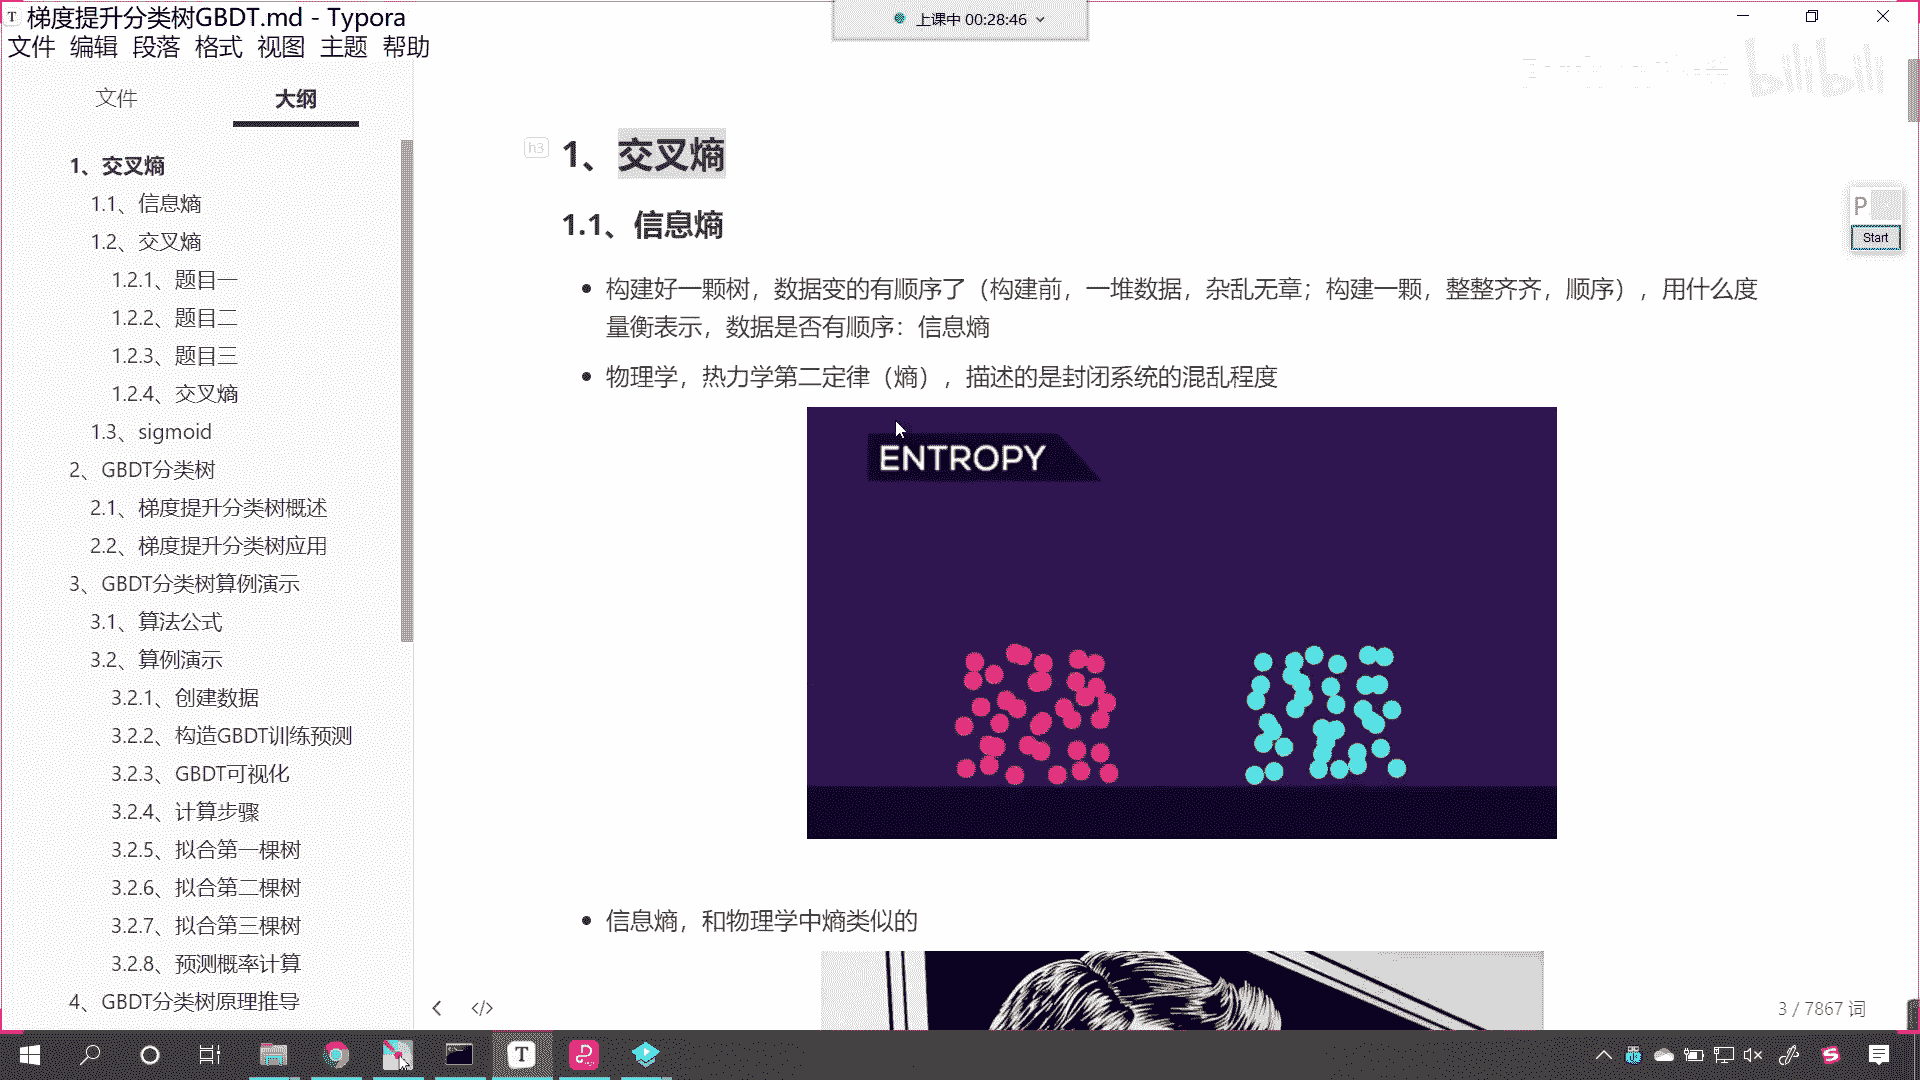 梯度提升分类树GBDT.md - Typora
上课中 00:28:46
文件 编辑 段落 格式 视图 主题 帮助
bilibili
文件 大纲
1、交叉熵
1.1、信息熵
1.2、交叉熵
1.2.1、题目一
1.2.2、题目二
1.2.3、题目三
1.2.4、交叉熵
1.3、sigmoid
2、GBDT分类树
2.1、梯度提升分类树概述
2.2、梯度提升分类树应用
3、GBDT分类树算例演示
3.1、算法公式
3.2、算例演示
3.2.1、创建数据
3.2.2、构造GBDT训练预测
3.2.3、GBDT可视化
3.2.4、计算步骤
3.2.5、拟合第一棵树
3.2.6、拟合第二棵树
3.2.7、拟合第三棵树
3.2.8、预测概率计算
4、GBDT分类树原理推导
h3
1、交叉熵
1.1、信息熵
构建好一颗树，数据变的有顺序了（构建前，一堆数据，杂乱无章；构建一颗，整整齐齐，顺序），用什么度
量衡表示，数据是否有顺序：信息熵
物理学，热力学第二定律（熵），描述的是封闭系统的混乱程度
ENTROPY
信息熵，和物理学中熵类似的
P
Start
</>
3 / 7867 词